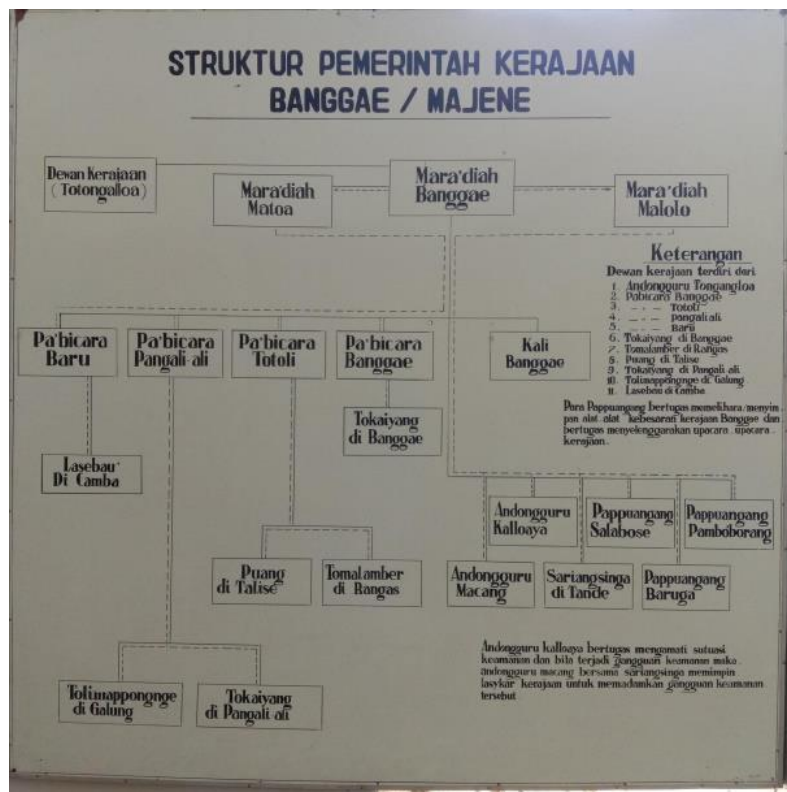 STRUKTUR PEMERINTAH KERAJAAN
BANGGAE / MAJENE
Dewan Kerajaan
( Totongalloa )
Mara'diah
Matoa
Mara'diah
Banggae
Mara'diah
Malolo
Keterangan
Dewan kerajaan terdiri dari
1. Andongguru Tongangloa
2. Pabicara Banggae
3. — . — Totoli
4. — . — pangaliali
5. — . — Baru
6. Tokaiyang di Banggae
7. Tomalamber di Rangas
8. Puang di Talise
9. Tokaiyang di Pangali ali
10. Tolimappongnge di Galung
11. Lasebau di Camba
Para Pappuangang bertugas memelihara/menyim
pan alat-alat kebesaran kerajaan Banggae dan
bertugas menyelenggarakan upacara-upacara
kerajaan.
Pa'bicara
Baru
Pa'bicara
Pangali-ali
Pa'bicara
Totoli
Pa'bicara
Banggae
Kali
Banggae
Tokaiyang
di Banggae
Lasebau'
Di Camba
Andongguru
Kalloaya
Pappuangang
Salabose
Pappuangang
Pamboborang
Puang
di Talise
Tomalamber
di Rangas
Andongguru
Macang
Sariangsinga
di Tande
Pappuangang
Baruga
Tolimappongnge
di Galung
Tokaiyang
di Pangali ali
Andongguru kalloaya bertugas mengamati sutuasi
keamanan dan bila terjadi gangguan keamanan maka
andongguru macang bersama sariangsinga memimpin
lasykar kerajaan untuk memadamkan gangguan keamanan
tersebut